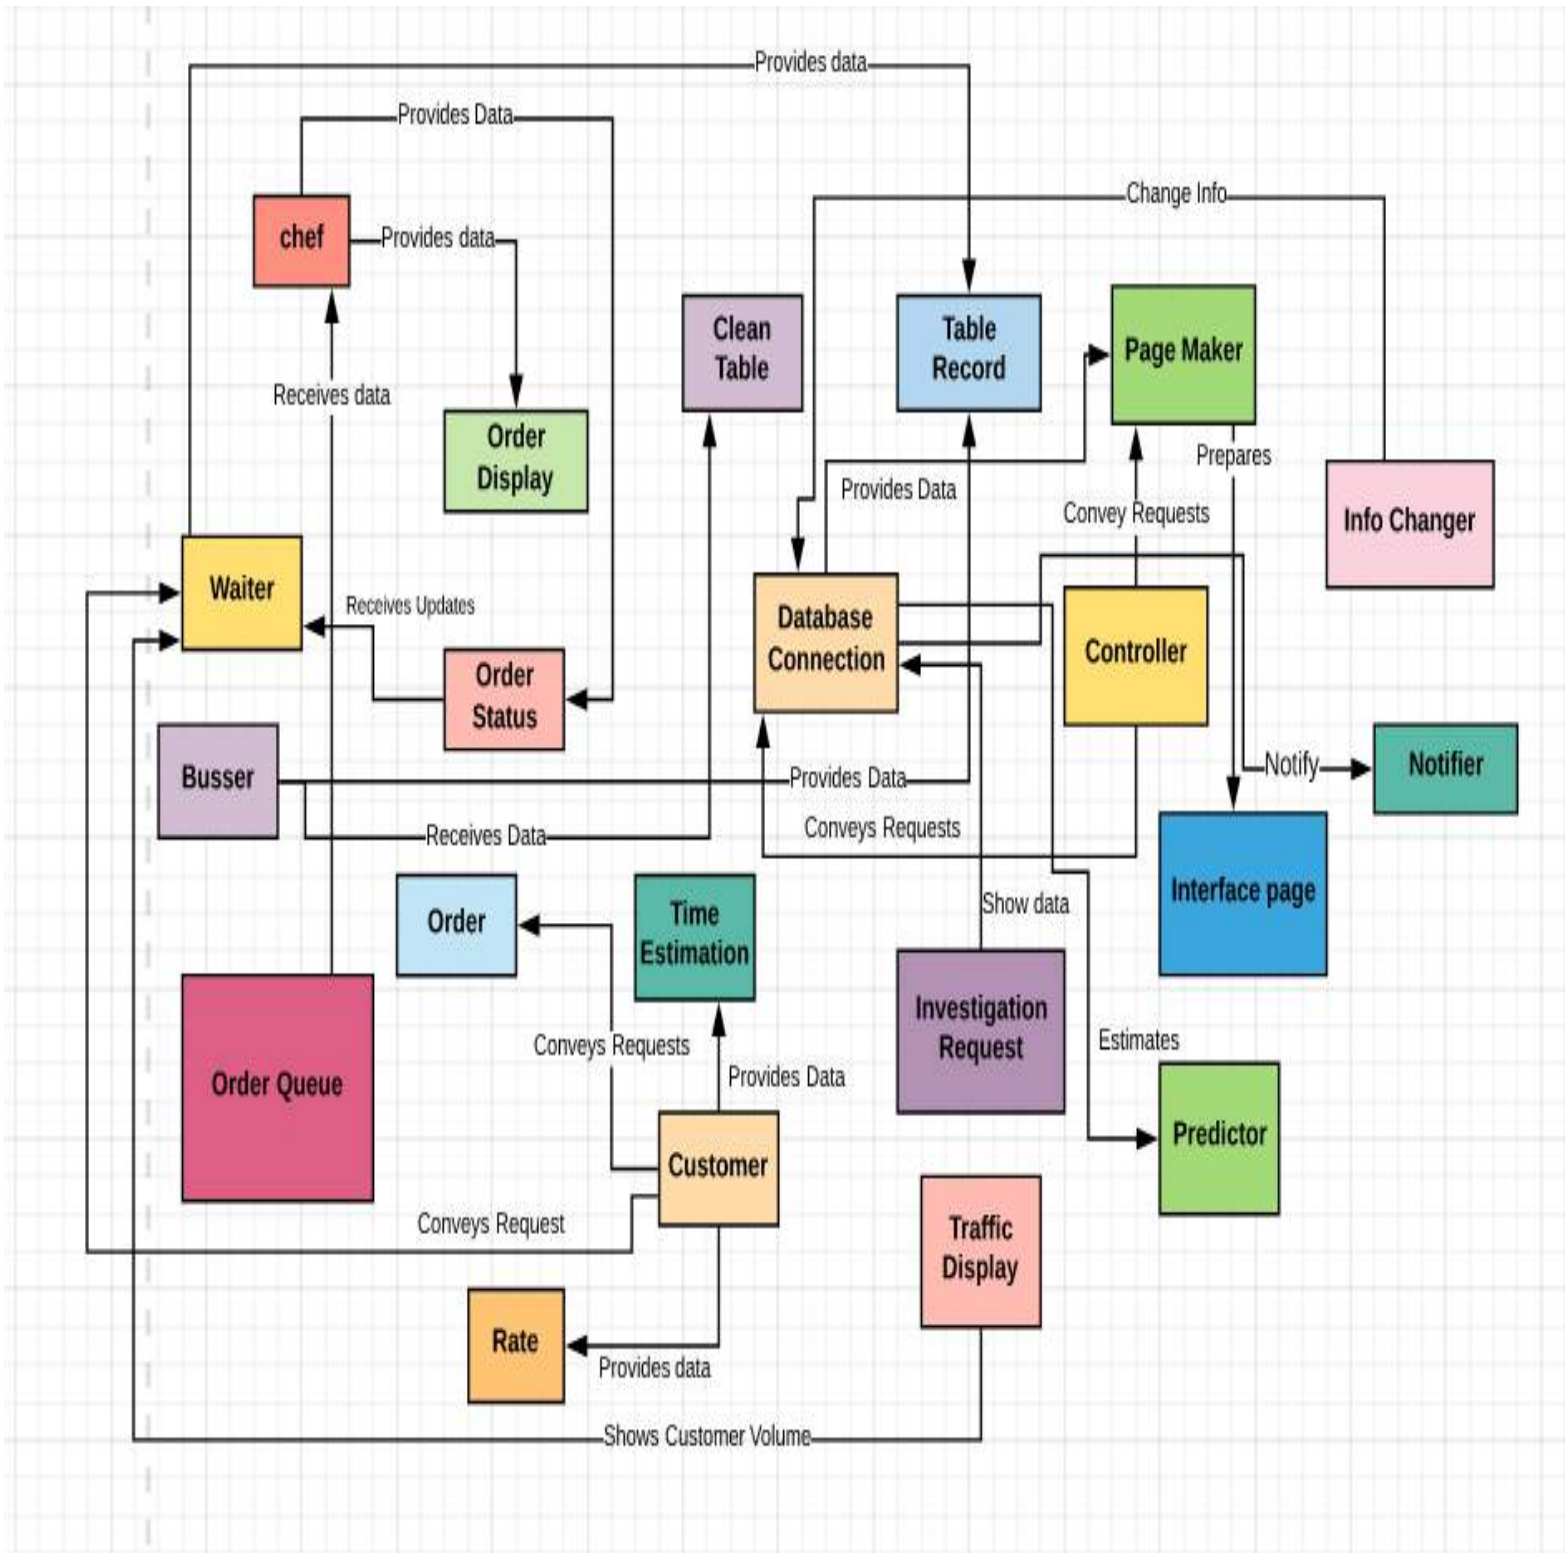 Provides data
Provides Data
Change Info
chef
Provides data
Clean
Table
Table
Record
Page Maker
Receives data
Order
Display
Prepares
Provides Data
Convey Requests
Info Changer
Waiter
Receives Updates
Database
Connection
Controller
Order
Status
Busser
Provides Data
Notify
Notifier
Receives Data
Conveys Requests
Order
Time
Estimation
Show data
Interface page
Investigation
Request
Conveys Requests
Estimates
Order Queue
Provides Data
Predictor
Customer
Conveys Request
Traffic
Display
Rate
Provides data
Shows Customer Volume